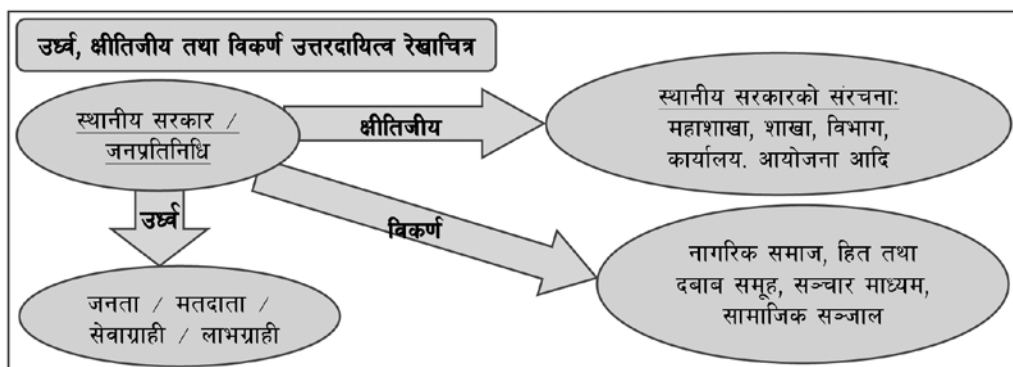 उर्ध्व, क्षीतिजीय तथा विकर्ण उत्तरदायित्व रेखाचित्र
स्थानीय सरकार /
जनप्रतिनिधि
क्षीतिजीय
स्थानीय सरकारको संरचना:
महाशाखा, शाखा, विभाग,
कार्यालय. आयोजना आदि
उर्ध्व
विकर्ण
जनता / मतदाता /
सेवाग्राही / लाभग्राही
नागरिक समाज, हित तथा
दबाब समूह, सञ्चार माध्यम,
सामाजिक सञ्जाल